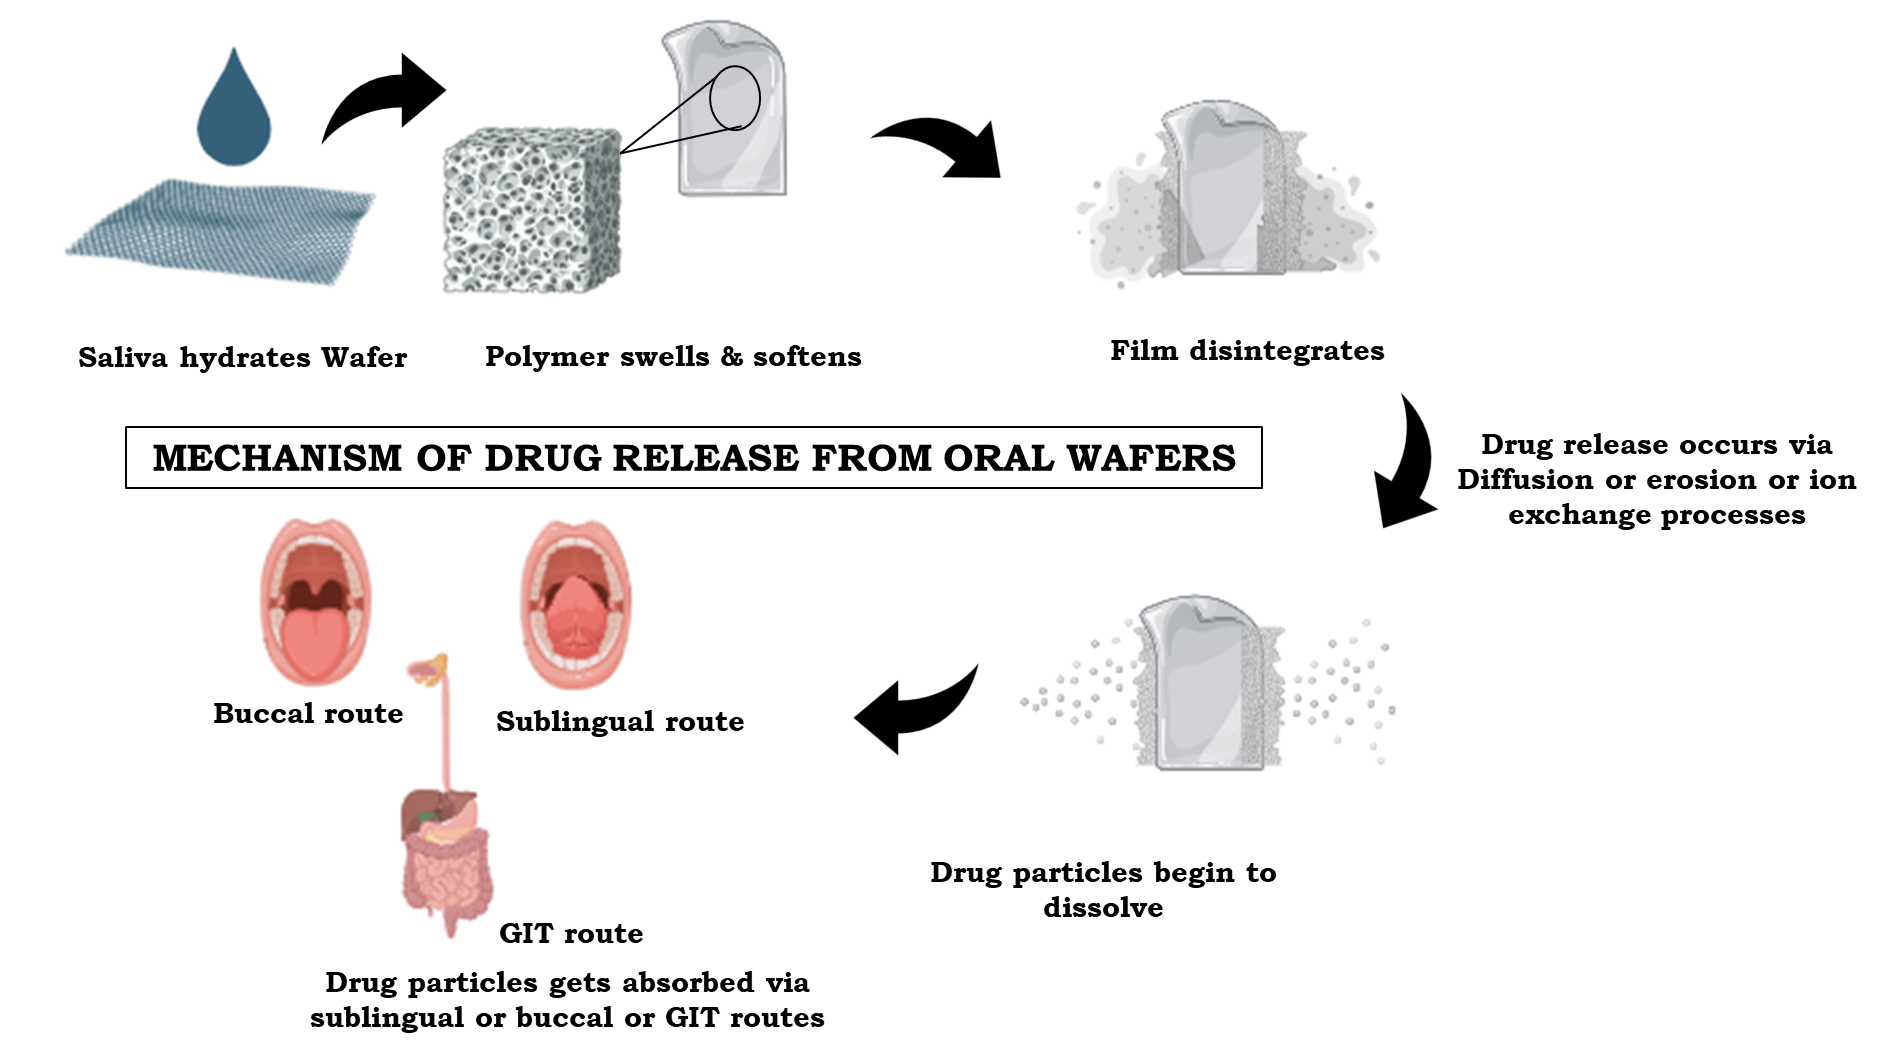 Saliva hydrates Wafer
Polymer swells & softens
Film disintegrates
MECHANISM OF DRUG RELEASE FROM ORAL WAFERS
Drug release occurs via
Diffusion or erosion or ion
exchange processes
Buccal route
Sublingual route
Drug particles begin to
dissolve
GIT route
Drug particles gets absorbed via
sublingual or buccal or GIT routes